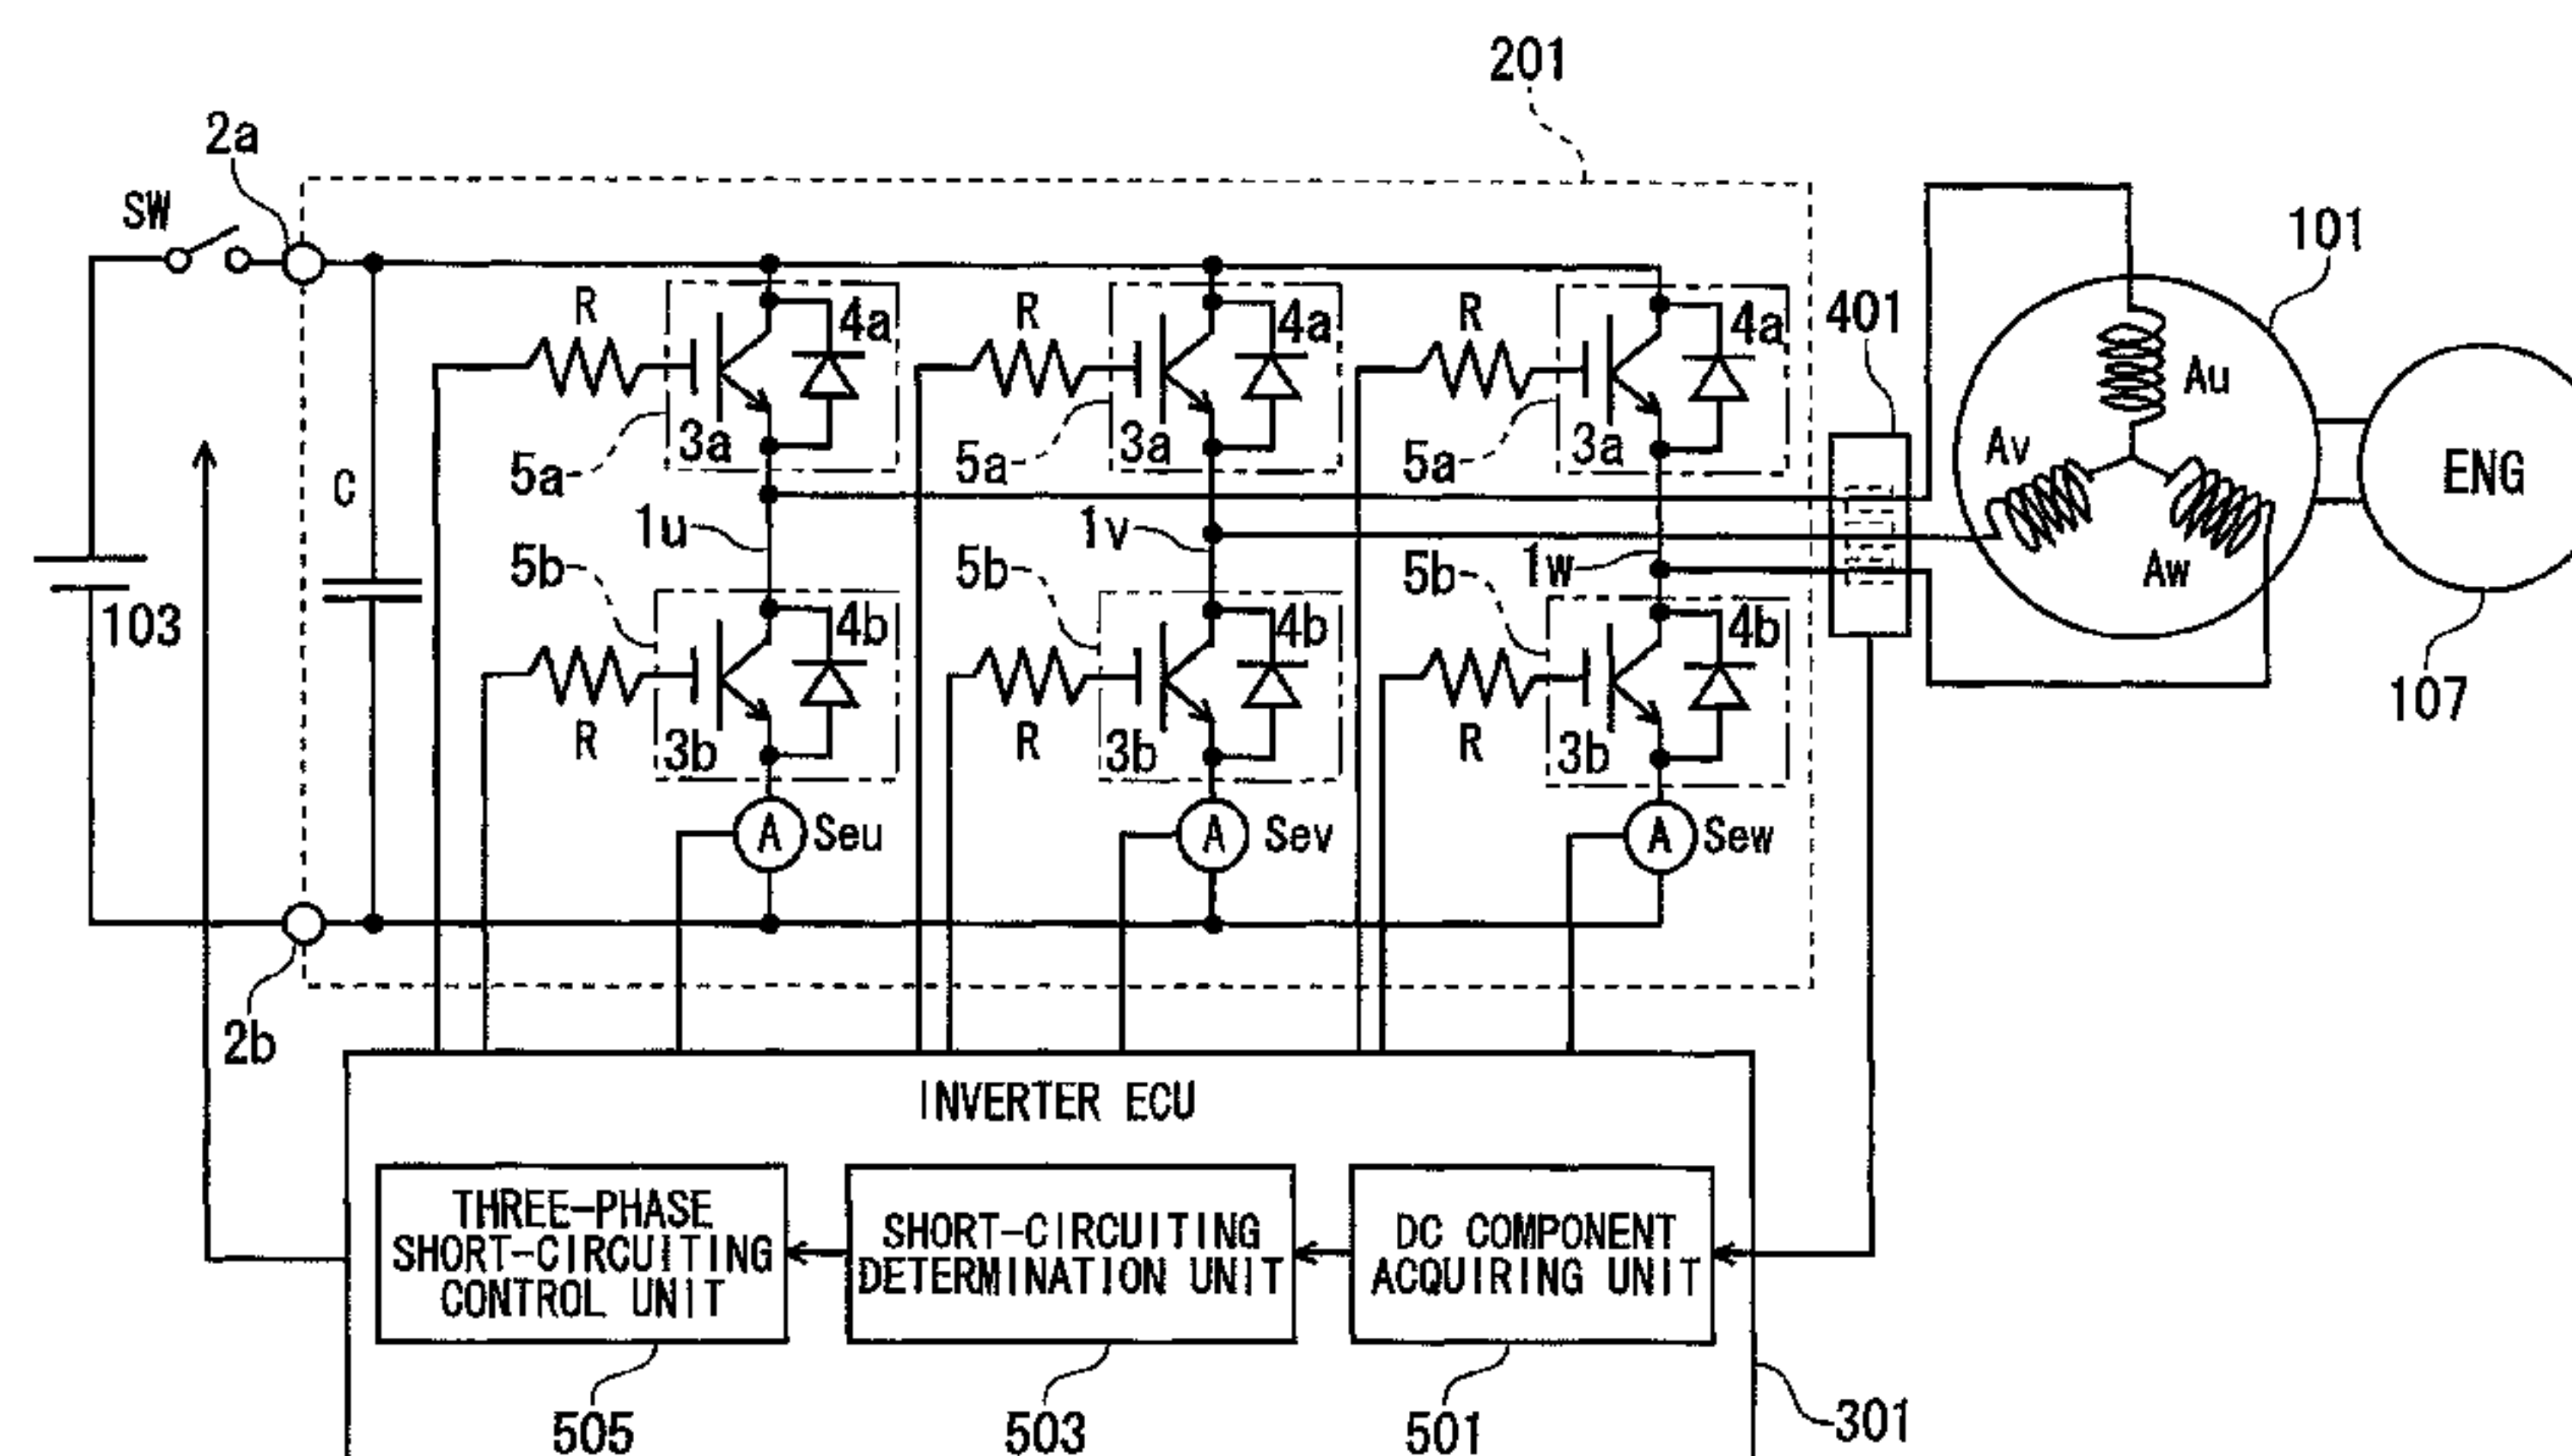 201
2a
SW
101
R
4a
R
4a
R
4a
401
Au
3a
3a
3a
5a
5a
5a
Av
ENG
C
1u
1v
1w
5b
5b
5b
Aw
103
4b
4b
4b
107
R
3b
R
3b
R
3b
A
Seu
A
Sev
A
Sew
2b
INVERTER ECU
THREE-PHASE
SHORT-CIRCUITING
CONTROL UNIT
SHORT-CIRCUITING
DETERMINATION UNIT
DC COMPONENT
ACQUIRING UNIT
505
503
501
301